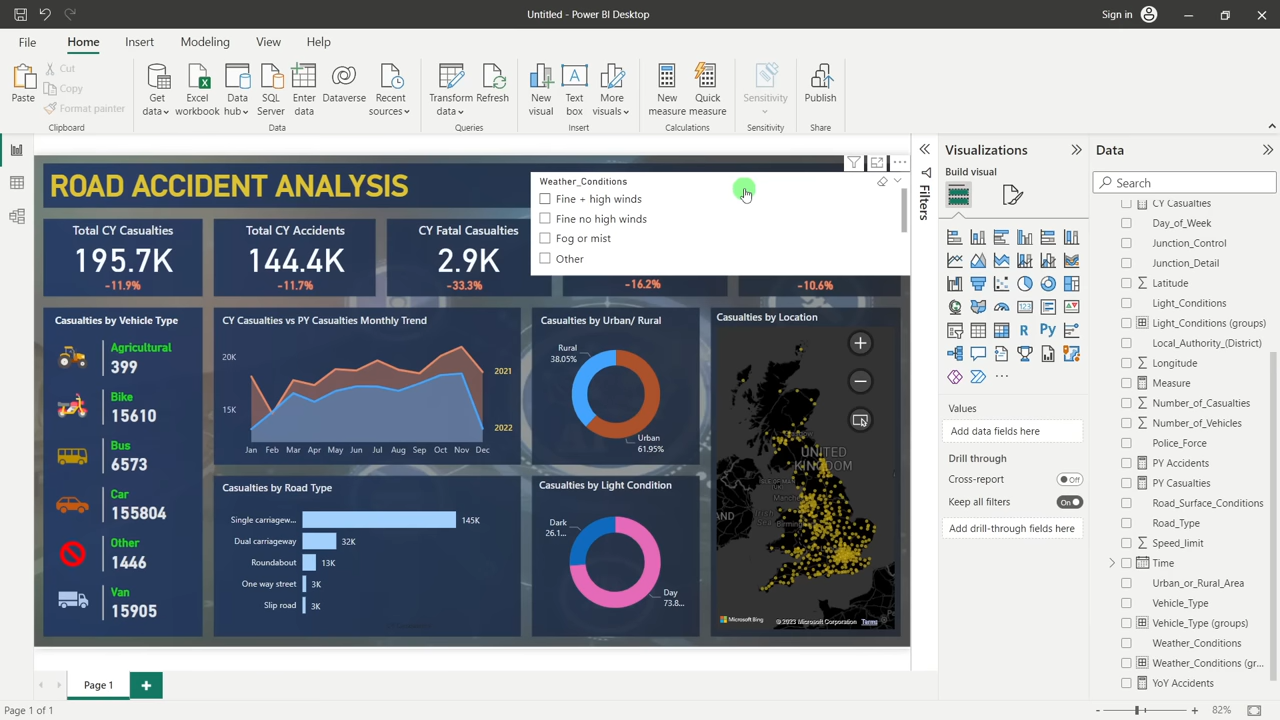 Untitled - Power BI Desktop
Sign in
File
Home
Insert
Modeling
View
Help
Paste
Cut
Copy
Format painter
Clipboard
Get data
Excel workbook
Data hub
SQL Server
Enter data
Dataverse
Recent sources
Data
Transform data
Refresh
Queries
New visual
Text box
More visuals
Insert
New measure
Quick measure
Calculations
Sensitivity
Sensitivity
Publish
Share
ROAD ACCIDENT ANALYSIS
Weather_Conditions
Fine + high winds
Fine no high winds
Fog or mist
Other
Total CY Casualties
195.7K
-11.9%
Total CY Accidents
144.4K
-11.7%
CY Fatal Casualties
2.9K
-33.3%
-16.2%
-10.6%
Casualties by Vehicle Type
Agricultural
399
Bike
15610
Bus
6573
Car
155804
Other
1446
Van
15905
CY Casualties vs PY Casualties Monthly Trend
20K
15K
2021
2022
Jan Feb Mar Apr May Jun Jul Aug Sep Oct Nov Dec
Casualties by Road Type
Single carriagew... 145K
Dual carriageway 32K
Roundabout 13K
One way street 3K
Slip road 3K
Casualties by Urban/ Rural
Rural
38.05%
Urban
61.95%
Casualties by Light Condition
Dark
26.1...
Day
73.8...
Casualties by Location
UNITED
KINGDOM
Microsoft Bing
© 2023 Microsoft Corporation Terms
Filters
Visualizations
Build visual
Values
Add data fields here
Drill through
Cross-report
Off
Keep all filters
On
Add drill-through fields here
Data
Search
CY Casualties
Day_of_Week
Junction_Control
Junction_Detail
Latitude
Light_Conditions
Light_Conditions (groups)
Local_Authority_(District)
Longitude
Measure
Number_of_Casualties
Number_of_Vehicles
Police_Force
PY Accidents
PY Casualties
Road_Surface_Conditions
Road_Type
Speed_limit
Time
Urban_or_Rural_Area
Vehicle_Type
Vehicle_Type (groups)
Weather_Conditions
Weather_Conditions (gr...
YoY Accidents
Page 1
Page 1 of 1
82%